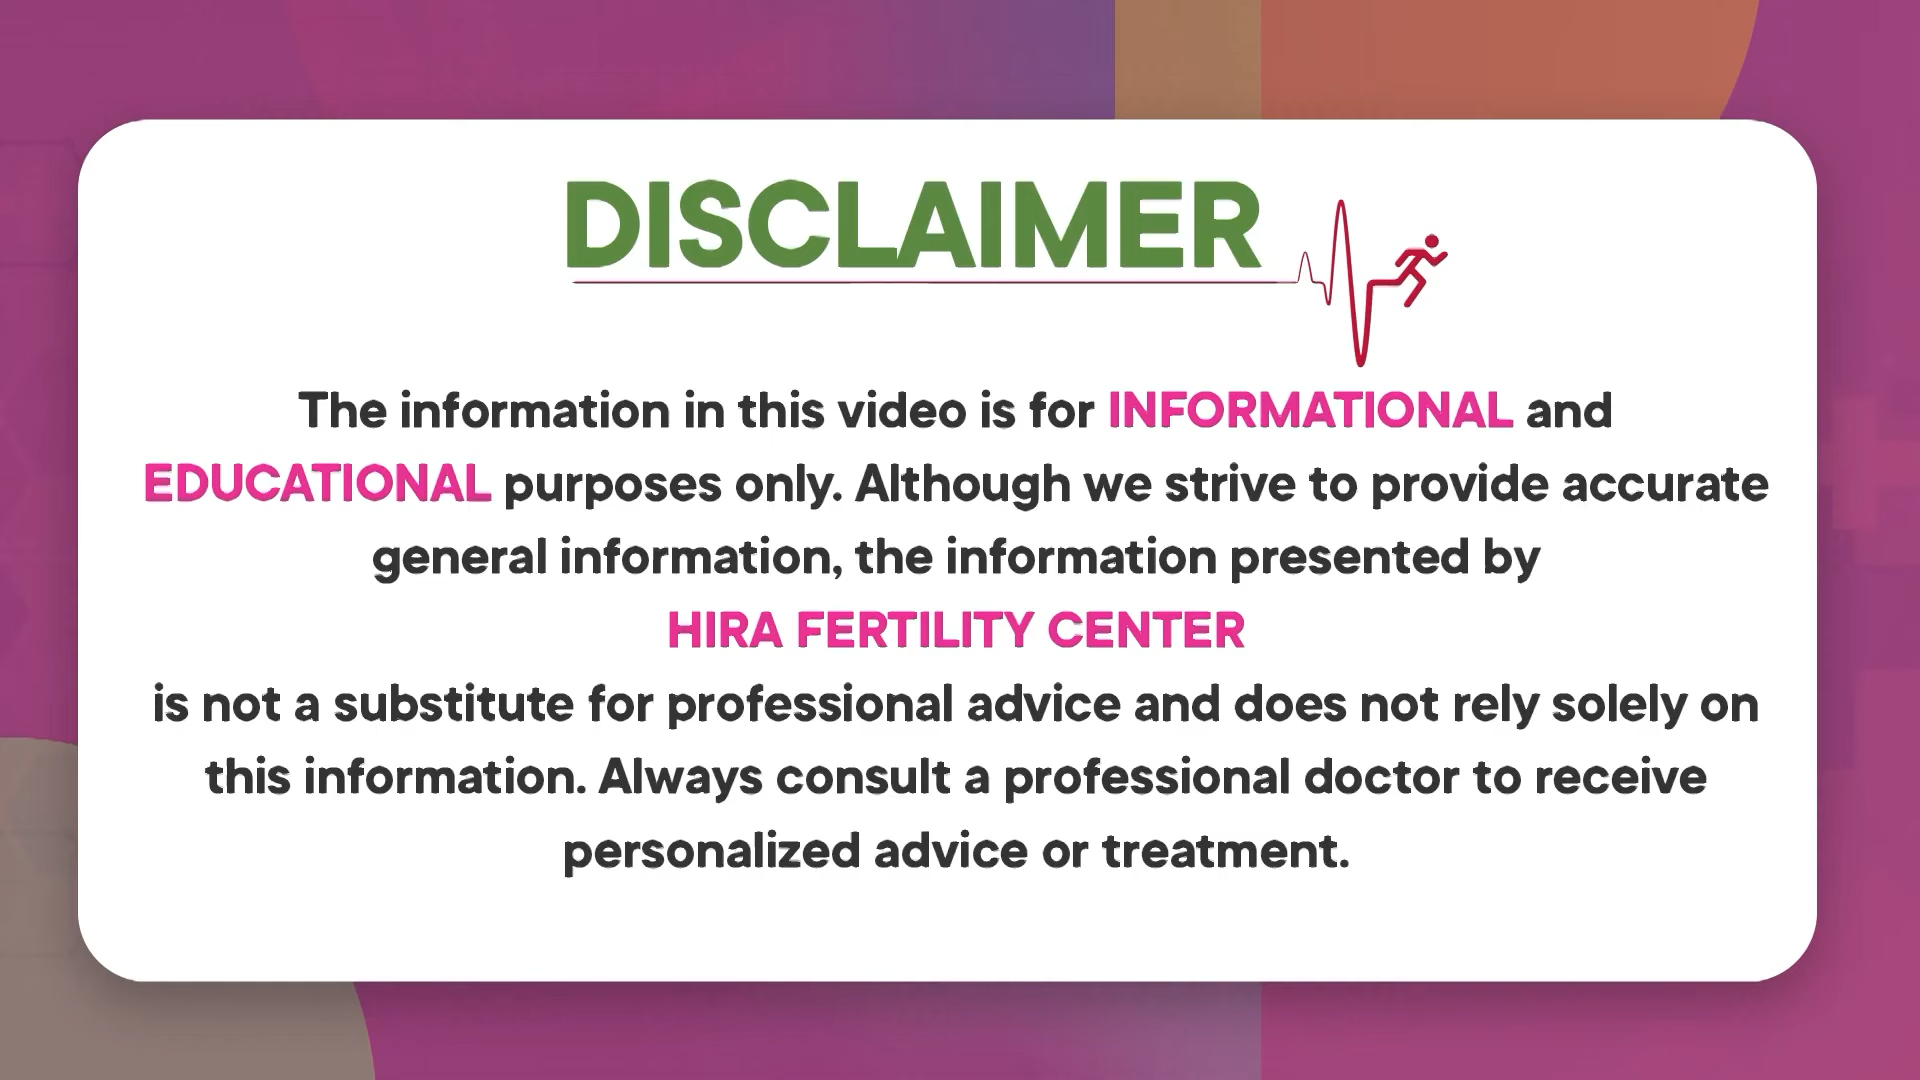 DISCLAIMER
The information in this video is for INFORMATIONAL and
EDUCATIONAL purposes only. Although we strive to provide accurate
general information, the information presented by
HIRA FERTILITY CENTER
is not a substitute for professional advice and does not rely solely on
this information. Always consult a professional doctor to receive
personalized advice or treatment.